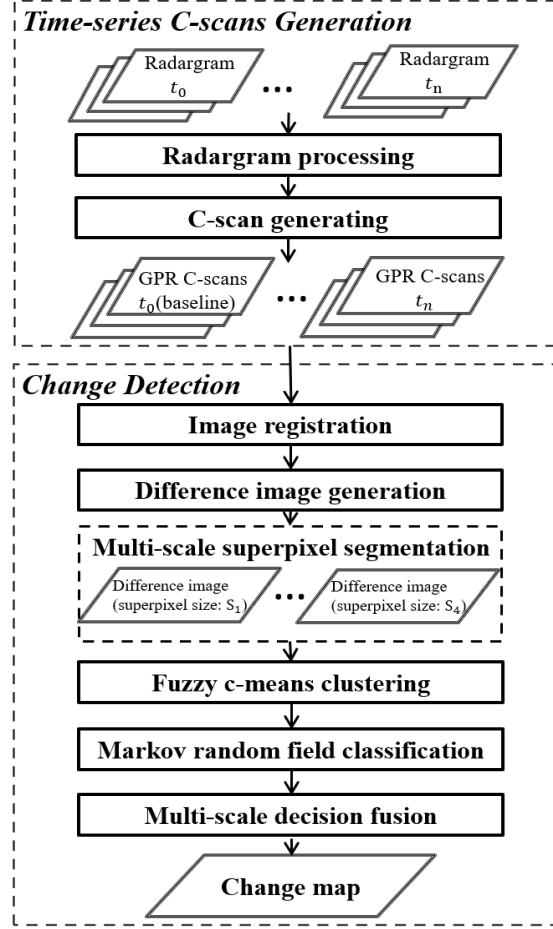 Time-series C-scans Generation
Radargram
t₀
...
Radargram
tₙ
Radargram processing
C-scan generating
GPR C-scans
t₀(baseline)
...
GPR C-scans
tₙ
Change Detection
Image registration
Difference image generation
Multi-scale superpixel segmentation
Difference image
(superpixel size: S₁)
...
Difference image
(superpixel size: S₄)
Fuzzy c-means clustering
Markov random field classification
Multi-scale decision fusion
Change map